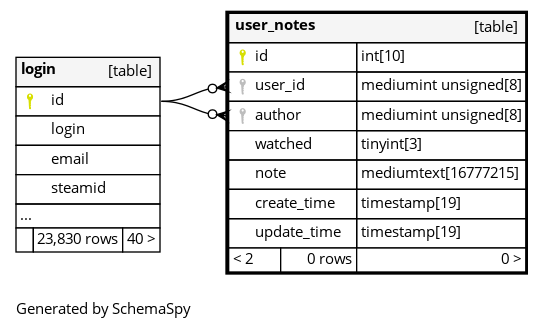 login [table]
id
login
email
steamid
...
23,830 rows 40 >
user_notes [table]
id int[10]
user_id mediumint unsigned[8]
author mediumint unsigned[8]
watched tinyint[3]
note mediumtext[16777215]
create_time timestamp[19]
update_time timestamp[19]
< 2 0 rows 0 >
Generated by SchemaSpy